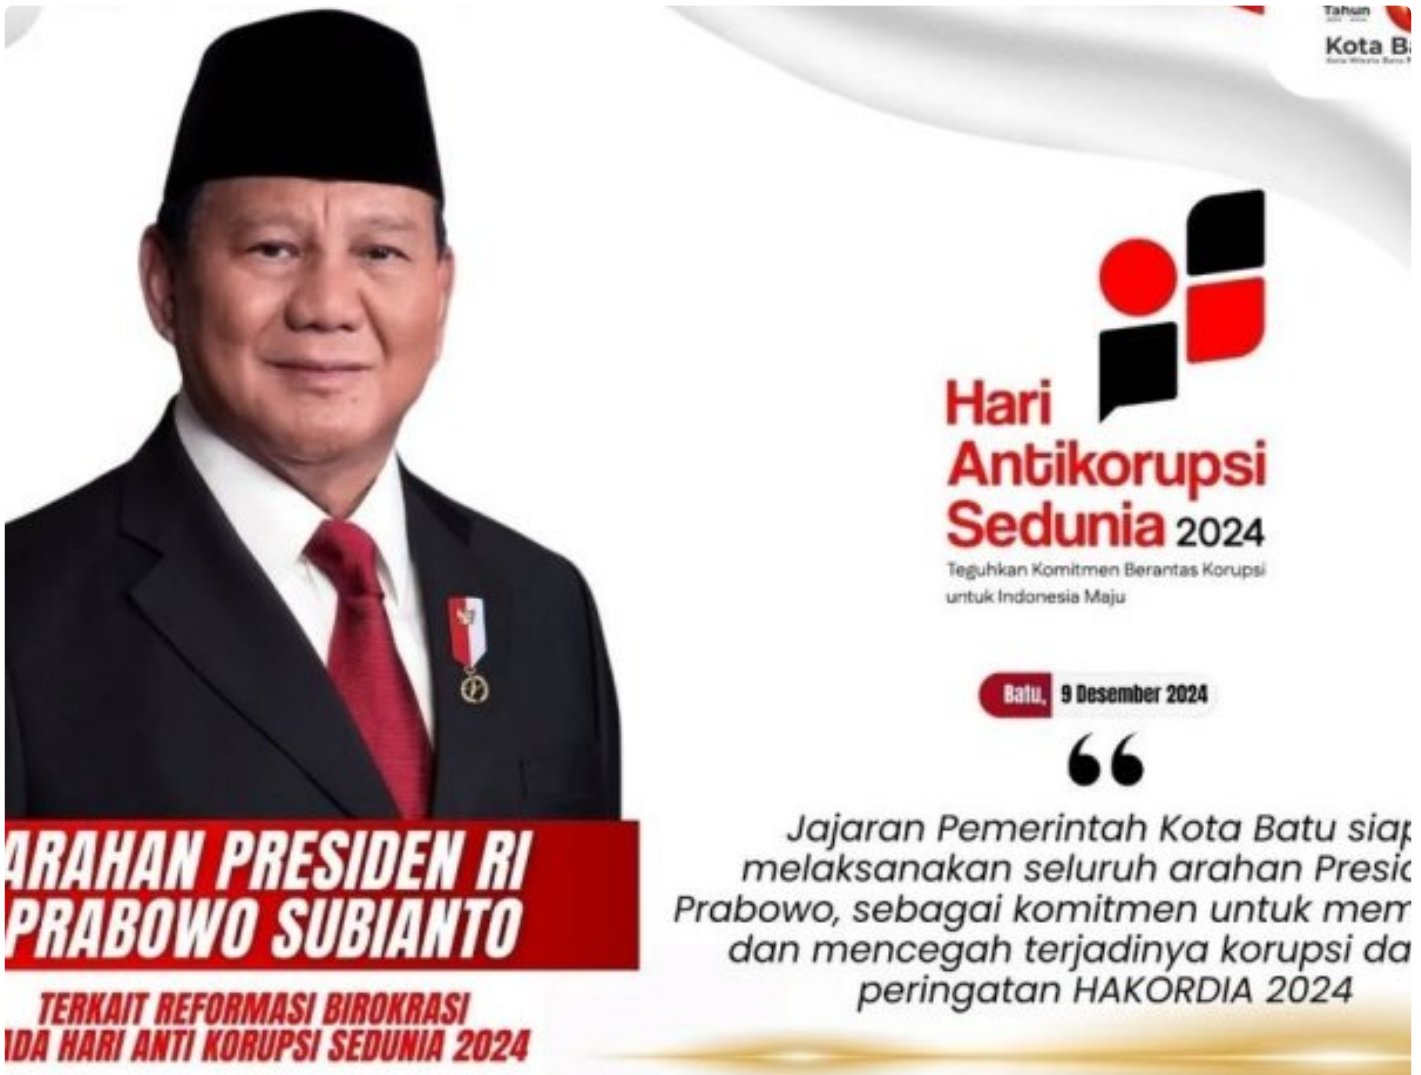 Tahun
Kota
Hari
Antikorupsi
Sedunia 2024
Teguhkan Komitmen Berantas Korupsi
untuk Indonesia Maju
Batu, 9 Desember 2024
“
Jajaran Pemerintah Kota Batu siap
melaksanakan seluruh arahan Presid
Prabowo, sebagai komitmen untuk mem
dan mencegah terjadinya korupsi da
peringatan HAKORDIA 2024
ARAHAN PRESIDEN RI
PRABOWO SUBIANTO
TERKAIT REFORMASI BIROKRASI
DA HARI ANTI KORUPSI SEDUNIA 2024